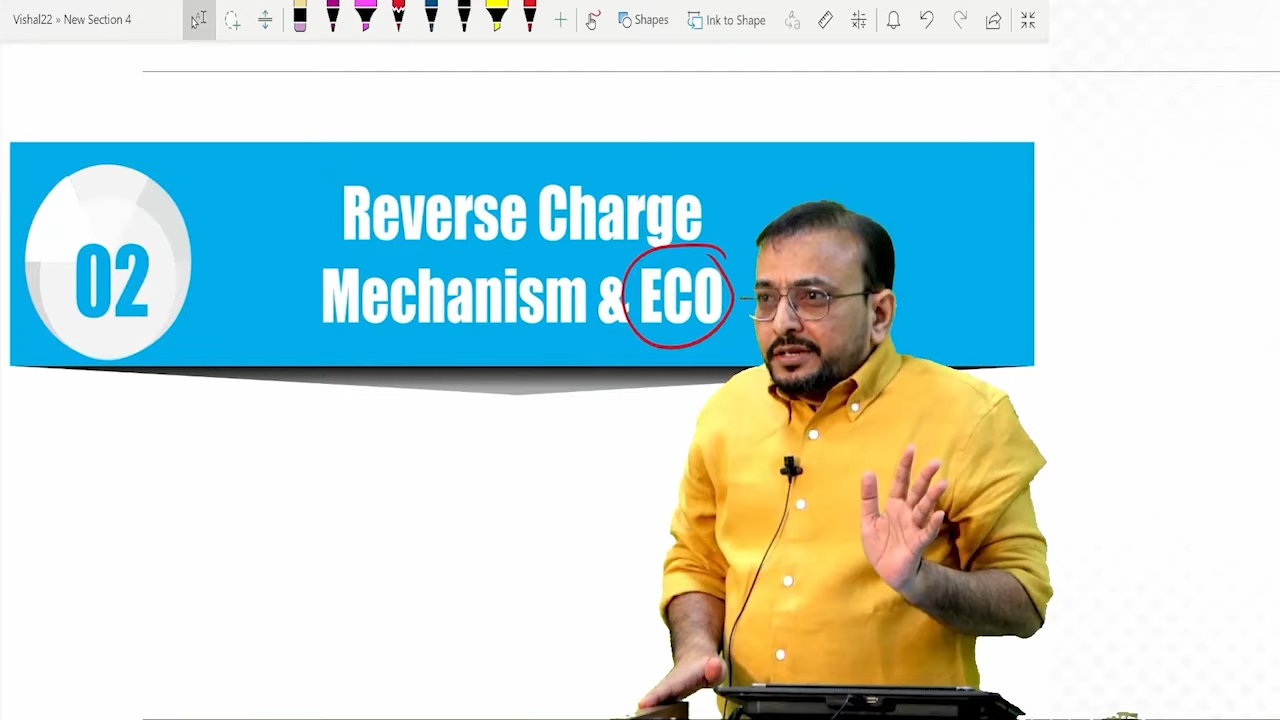 Vishal22 » New Section 4
Shapes
Ink to Shape
02
Reverse Charge
Mechanism & ECO